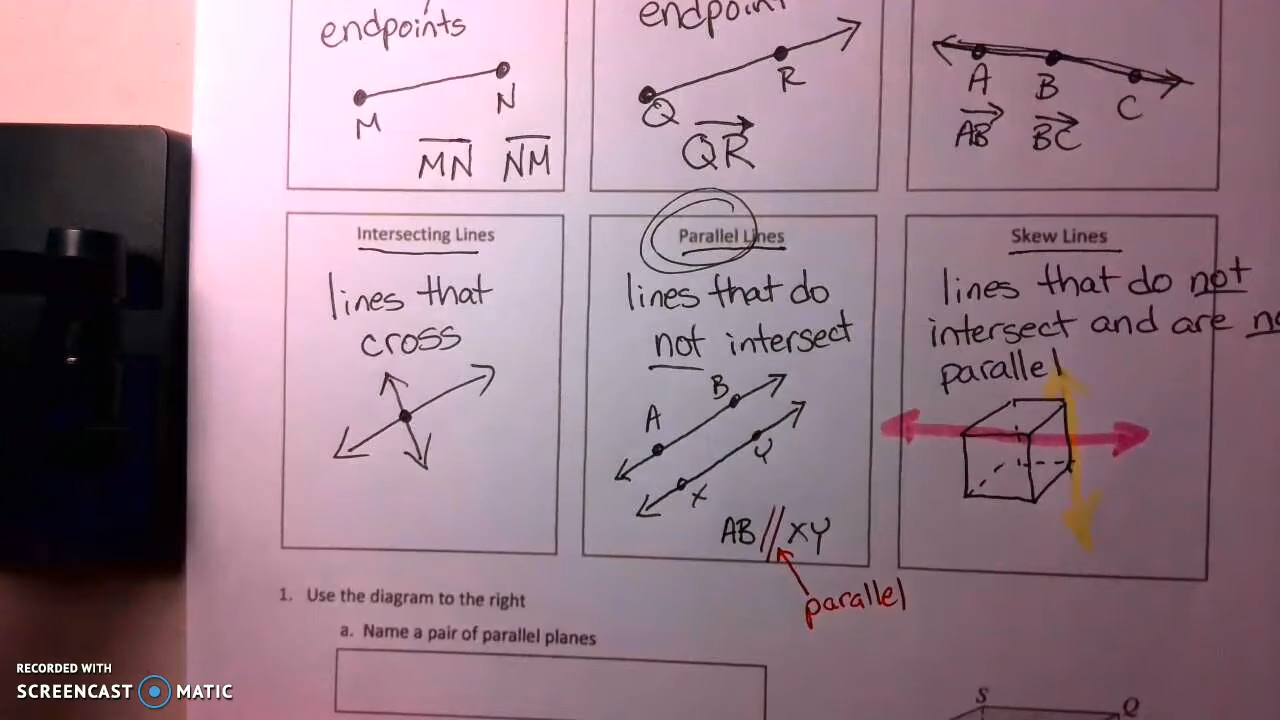 endpoints
M
N
MN NM
endpoint
Q
R
QR
A
B
C
AB BC
Intersecting Lines
lines that
cross
Parallel Lines
lines that do
not intersect
A
B
X
Y
AB // XY
parallel
Skew Lines
lines that do not
intersect and are
parallel
1. Use the diagram to the right
a. Name a pair of parallel planes
S
Q
RECORDED WITH
SCREENCAST MATIC